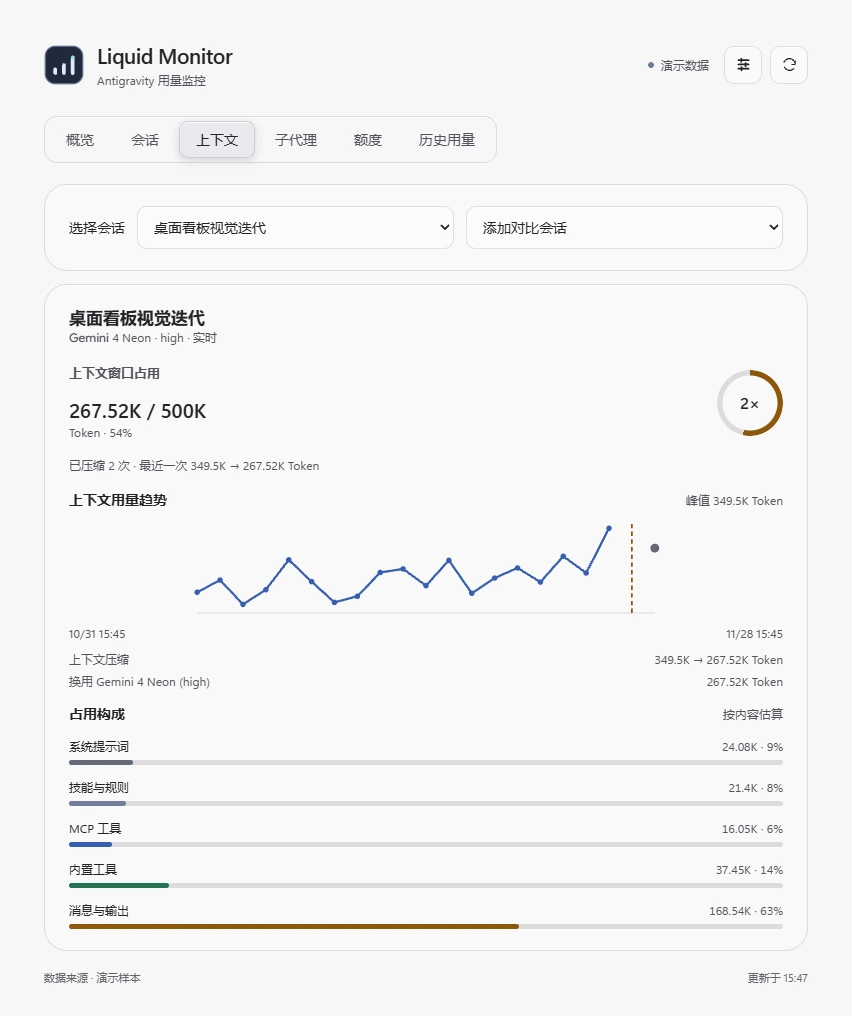 Liquid Monitor
Antigravity 用量监控
演示数据
概览 会话 上下文 子代理 额度 历史用量
选择会话 桌面看板视觉迭代 添加对比会话
桌面看板视觉迭代
Gemini 4 Neon · high · 实时
上下文窗口占用
267.52K / 500K
Token · 54%
2×
已压缩 2 次 · 最近一次 349.5K → 267.52K Token
上下文用量趋势 峰值 349.5K Token
10/31 15:45 11/28 15:45
上下文压缩 349.5K → 267.52K Token
换用 Gemini 4 Neon (high) 267.52K Token
占用构成 按内容估算
系统提示词 24.08K · 9%
技能与规则 21.4K · 8%
MCP 工具 16.05K · 6%
内置工具 37.45K · 14%
消息与输出 168.54K · 63%
数据来源 · 演示样本 更新于 15:47